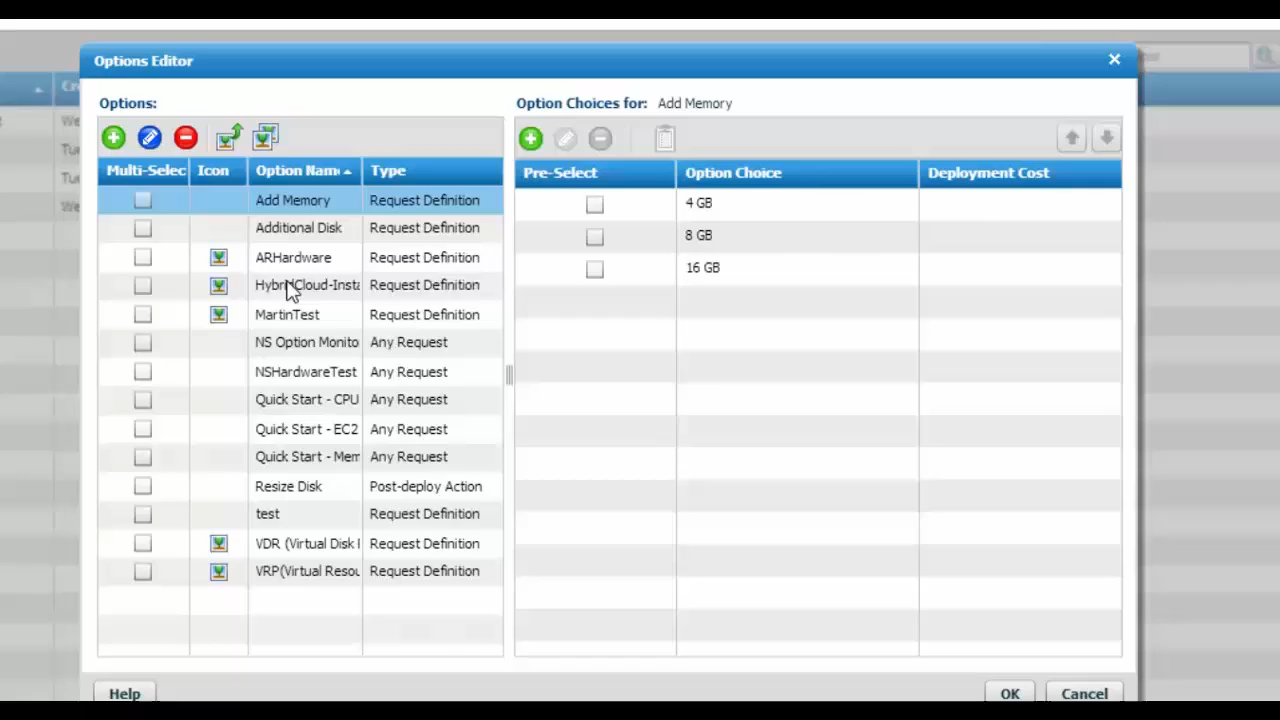 Options Editor
Options:
Option Choices for: Add Memory
Multi-Selec Icon Option Nam Type
Pre-Select Option Choice Deployment Cost
Add Memory Request Definition
4 GB
Additional Disk Request Definition
8 GB
ARHardware Request Definition
16 GB
HybridCloud-Insta Request Definition
MartinTest Request Definition
NS Option Monito Any Request
NSHardwareTest Any Request
Quick Start - CPU Any Request
Quick Start - EC2 Any Request
Quick Start - Mem Any Request
Resize Disk Post-deploy Action
test Request Definition
VDR (Virtual Disk Request Definition
VRP(Virtual Resou Request Definition
Help OK Cancel